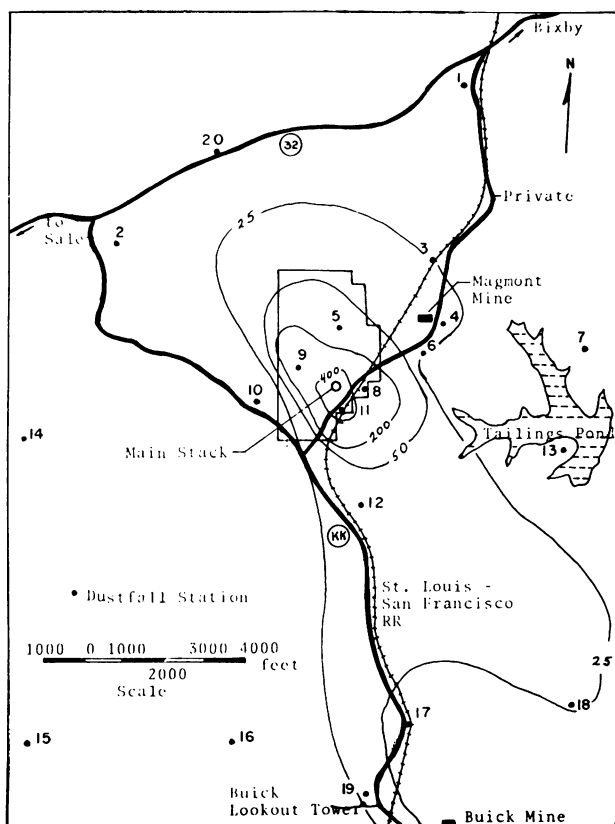 Bixby
N
1
20
32
Private
to
Sale
2
25
3
Magmont
Mine
5
4
7
6
9
400
8
10
11
200
14
Main Stack
50
Tailings Pond
13
12
KK
Dustfall Station
St. Louis -
San Francisco
RR
1000 0 1000 3000 4000
feet
2000
Scale
25
18
17
15
16
19
Buick
Lookout Tower
Buick Mine